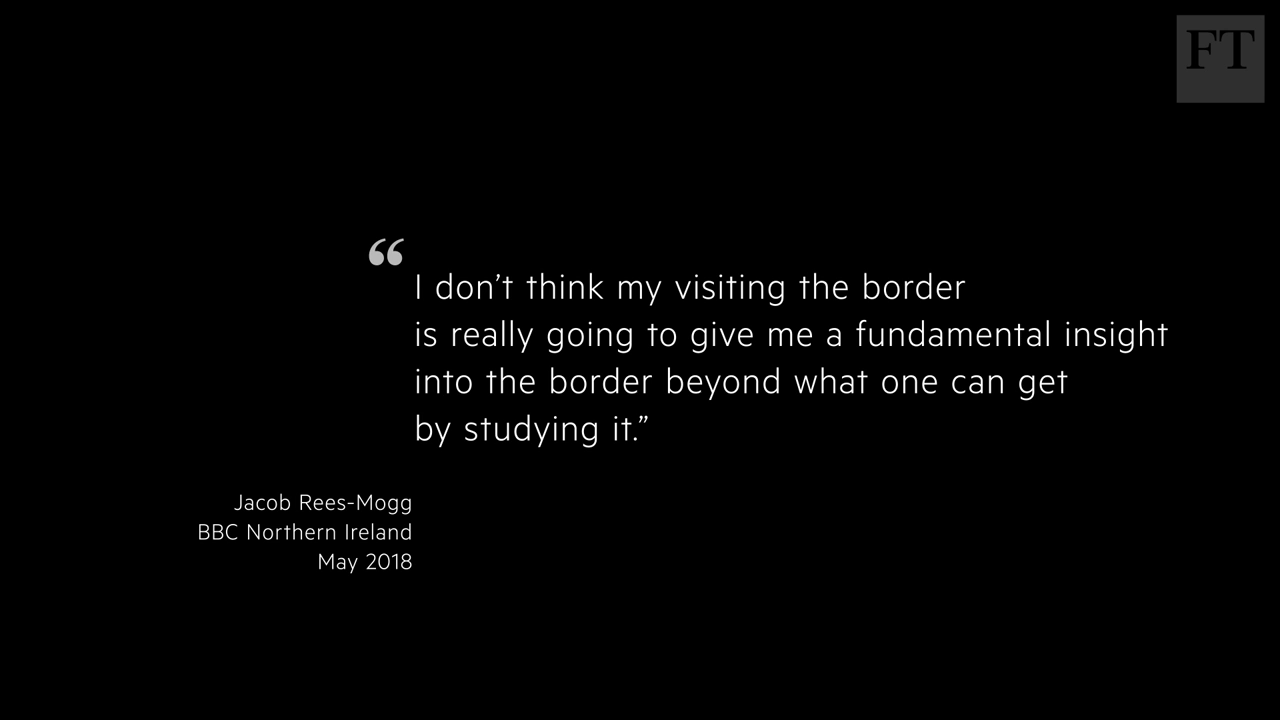 FT
“
I don’t think my visiting the border
is really going to give me a fundamental insight
into the border beyond what one can get
by studying it.”
Jacob Rees-Mogg
BBC Northern Ireland
May 2018